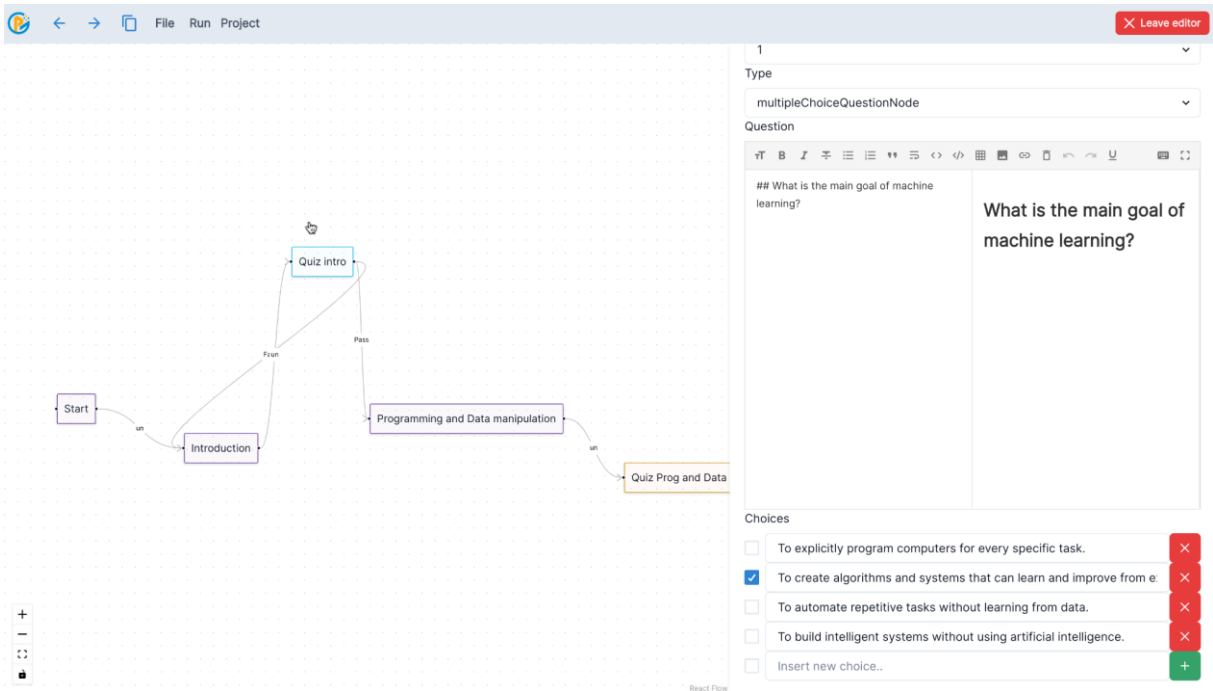 File Run Project
Leave editor
1
Type
multipleChoiceQuestionNode
Question
## What is the main goal of machine
learning?
What is the main goal of
machine learning?
Quiz intro
Pass
Start
un
Introduction
Programming and Data manipulation
un
Quiz Prog and Data
Choices
To explicitly program computers for every specific task.
To create algorithms and systems that can learn and improve from e
To automate repetitive tasks without learning from data.
To build intelligent systems without using artificial intelligence.
Insert new choice..
React Flow